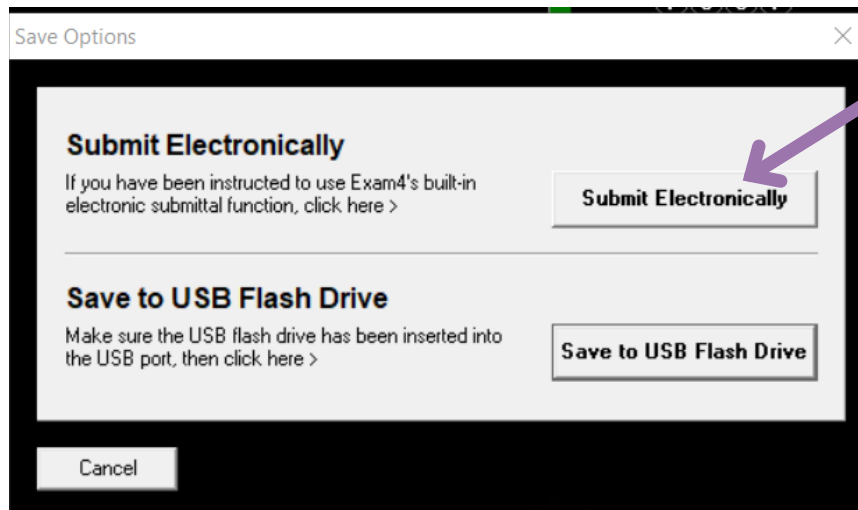 Save Options
Submit Electronically
If you have been instructed to use Exam4's built-in
electronic submittal function, click here >
Submit Electronically
Save to USB Flash Drive
Make sure the USB flash drive has been inserted into
the USB port, then click here >
Save to USB Flash Drive
Cancel